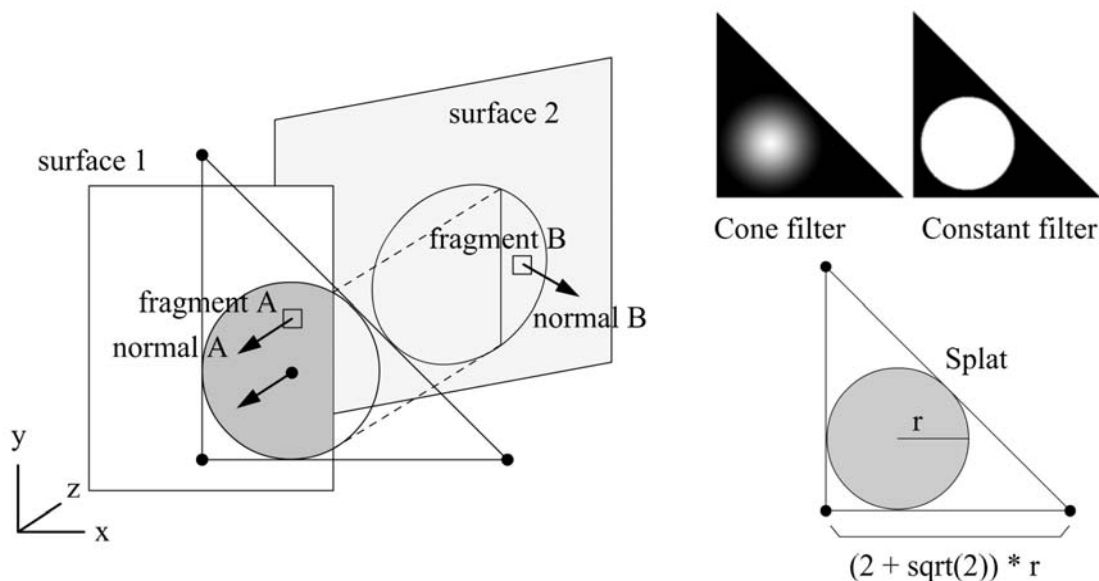 surface 1
surface 2
fragment A
normal A
fragment B
normal B
y
z
x
Cone filter
Constant filter
Splat
r
(2 + sqrt(2)) * r